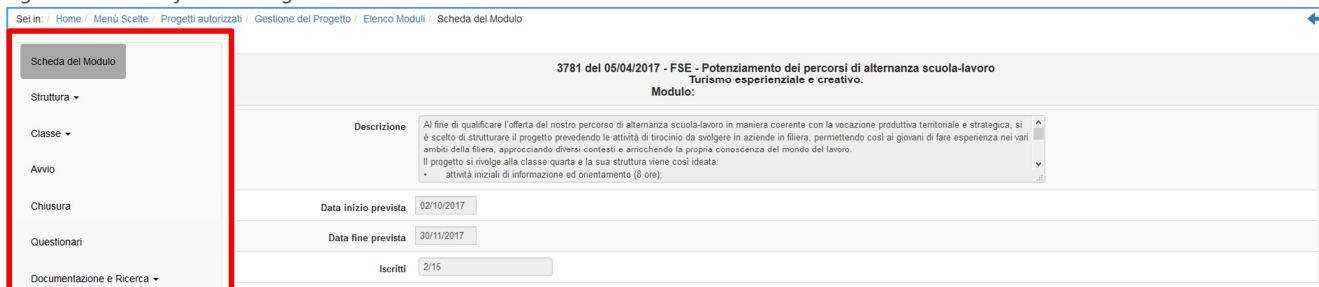 Sei in: / Home / Menù Scelte / Progetti autorizzati / Gestione del Progetto / Elenco Moduli / Scheda del Modulo
Scheda del Modulo
Struttura
Classe
Avvio
Chiusura
Questionari
Documentazione e Ricerca
3781 del 05/04/2017 - FSE - Potenziamento dei percorsi di alternanza scuola-lavoro
Turismo esperienziale e creativo.
Modulo:
Descrizione
Al fine di qualificare l'offerta del nostro percorso di alternanza scuola-lavoro in maniera coerente con la vocazione produttiva territoriale e strategica, si
è scelto di strutturare il progetto prevedendo le attività di tirocinio da svolgere in aziende in filiera, permettendo così ai giovani di fare esperienza nei vari
ambiti della filiera, approcciando diversi contesti e arricchendo la propria conoscenza del mondo del lavoro.
Il progetto si rivolge alla classe quarta e la sua struttura viene così ideata:
• attività iniziali di informazione ed orientamento (8 ore);
Data inizio prevista 02/10/2017
Data fine prevista 30/11/2017
Iscritti 2/15